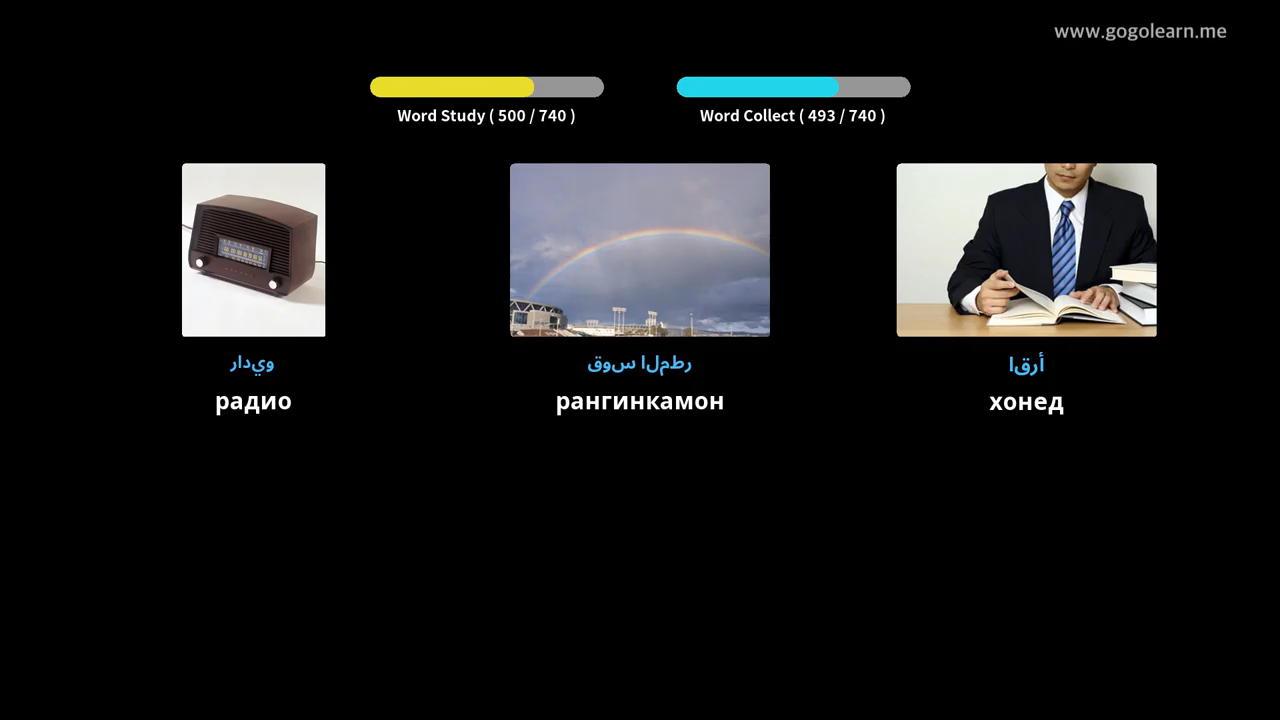 www.gogolearn.me
Word Study ( 500 / 740 )
Word Collect ( 493 / 740 )
ويدار
رطملا سوق
أرقا
радио
рангинкамон
хонед